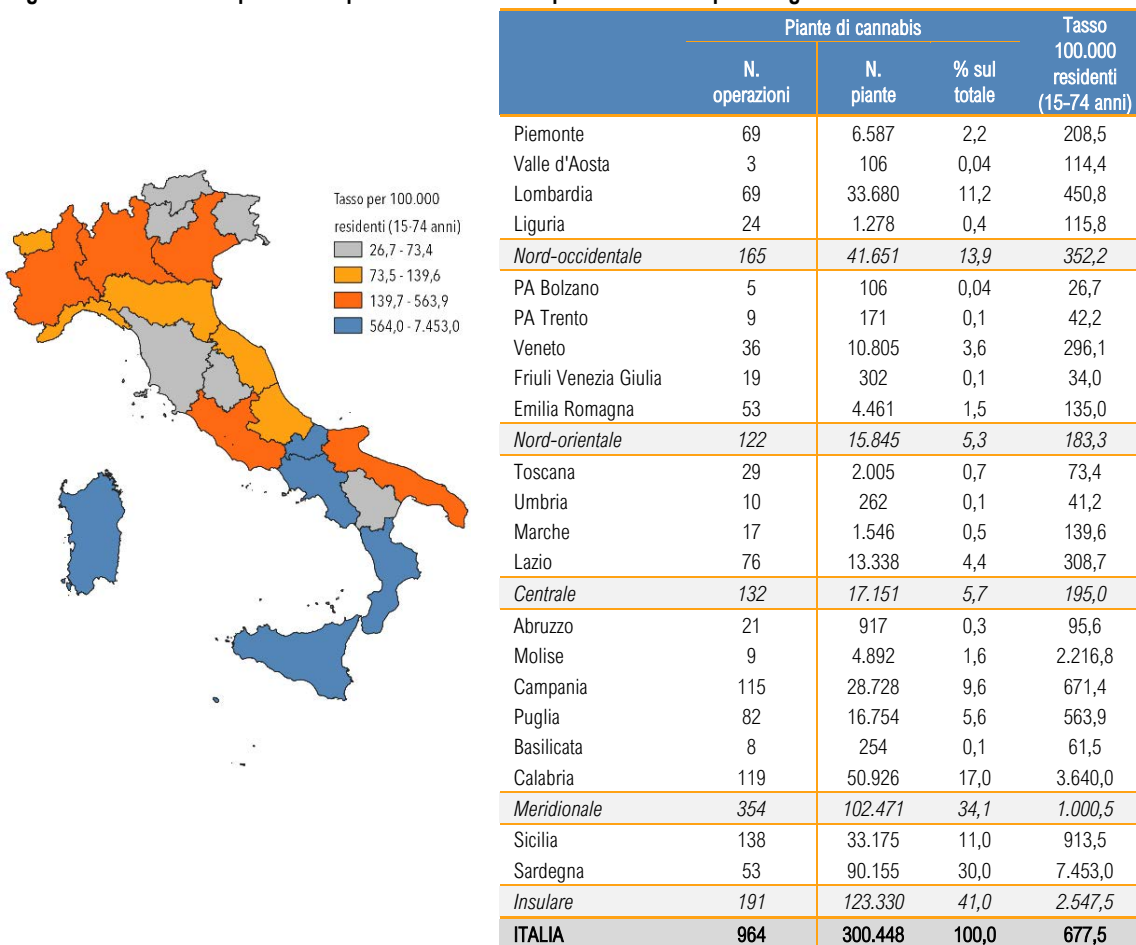 Tasso per 100.000
residenti (15-74 anni)
26,7 - 73,4
73,5 - 139,6
139,7 - 563,9
564,0 - 7.453,0
Piante di cannabis Tasso 100.000 residenti (15-74 anni)
N. operazioni N. piante % sul totale
Piemonte 69 6.587 2,2 208,5
Valle d'Aosta 3 106 0,04 114,4
Lombardia 69 33.680 11,2 450,8
Liguria 24 1.278 0,4 115,8
Nord-occidentale 165 41.651 13,9 352,2
PA Bolzano 5 106 0,04 26,7
PA Trento 9 171 0,1 42,2
Veneto 36 10.805 3,6 296,1
Friuli Venezia Giulia 19 302 0,1 34,0
Emilia Romagna 53 4.461 1,5 135,0
Nord-orientale 122 15.845 5,3 183,3
Toscana 29 2.005 0,7 73,4
Umbria 10 262 0,1 41,2
Marche 17 1.546 0,5 139,6
Lazio 76 13.338 4,4 308,7
Centrale 132 17.151 5,7 195,0
Abruzzo 21 917 0,3 95,6
Molise 9 4.892 1,6 2.216,8
Campania 115 28.728 9,6 671,4
Puglia 82 16.754 5,6 563,9
Basilicata 8 254 0,1 61,5
Calabria 119 50.926 17,0 3.640,0
Meridionale 354 102.471 34,1 1.000,5
Sicilia 138 33.175 11,0 913,5
Sardegna 53 90.155 30,0 7.453,0
Insulare 191 123.330 41,0 2.547,5
ITALIA 964 300.448 100,0 677,5